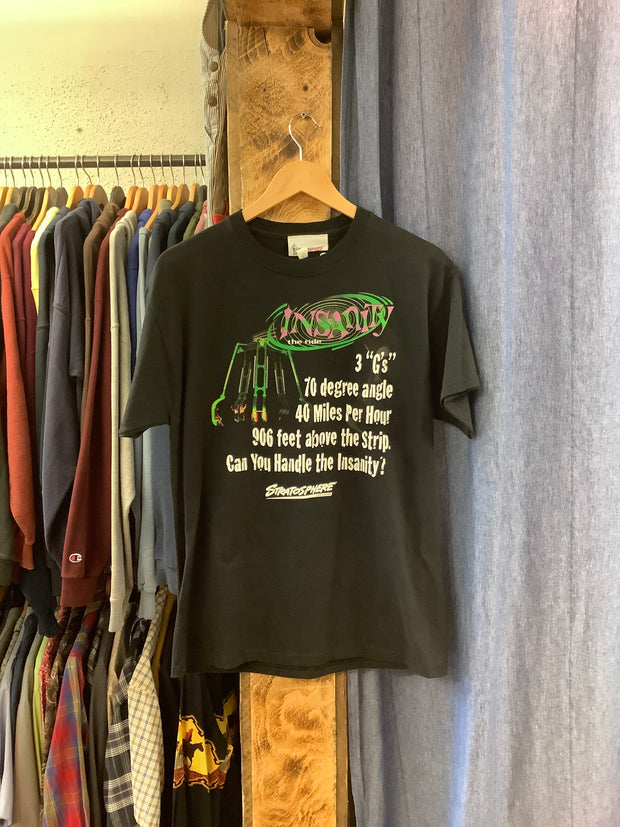 INSANITY
the ride
3 "G's"
70 degree angle
40 Miles Per Hour
906 feet above the Strip.
Can You Handle the Insanity?
STRATOSPHERE